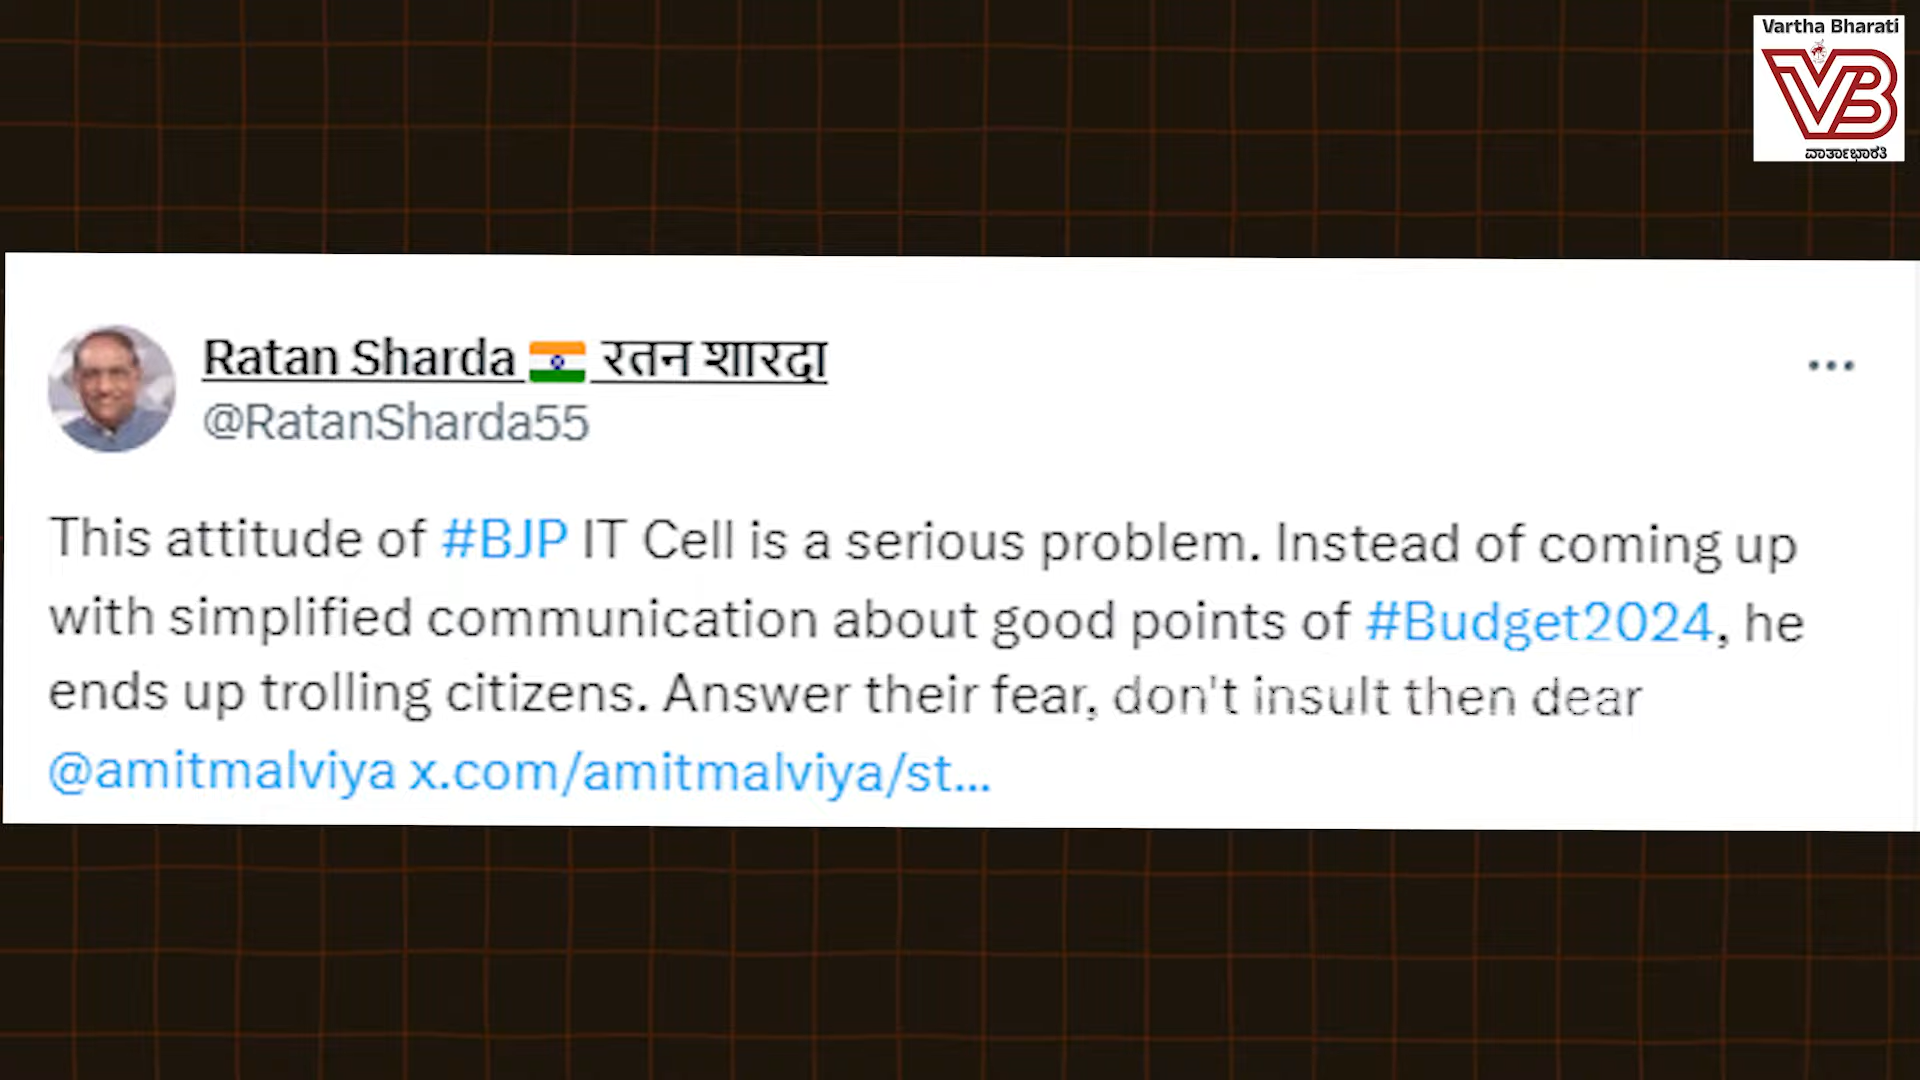 Vartha Bharati
VB
ವಾರ್ತಾಭಾರತಿ
Ratan Sharda 🇮🇳 रतन शारदा
@RatanSharda55
This attitude of #BJP IT Cell is a serious problem. Instead of coming up
with simplified communication about good points of #Budget2024, he
ends up trolling citizens. Answer their fear, don't insult then dear
@amitmalviya x.com/amitmalviya/st...